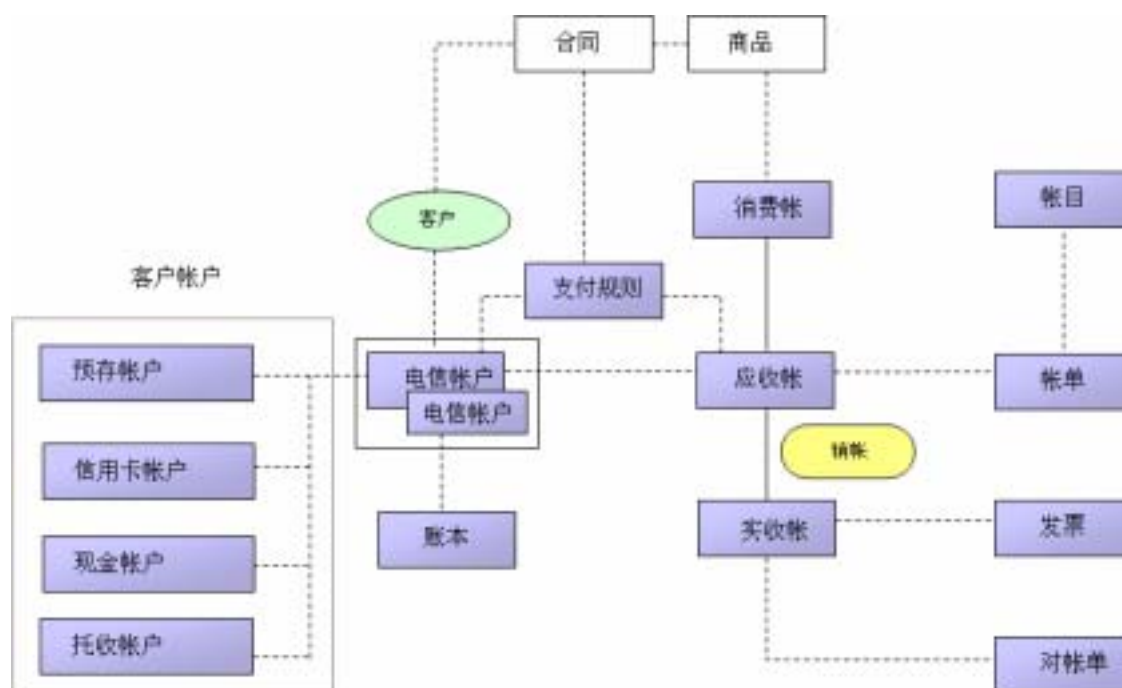 合同
商品
客户
消费帐
帐目
客户帐户
支付规则
预存帐户
电信帐户
电信帐户
应收帐
帐单
信用卡帐户
销帐
账本
实收帐
发票
现金帐户
托收帐户
对帐单